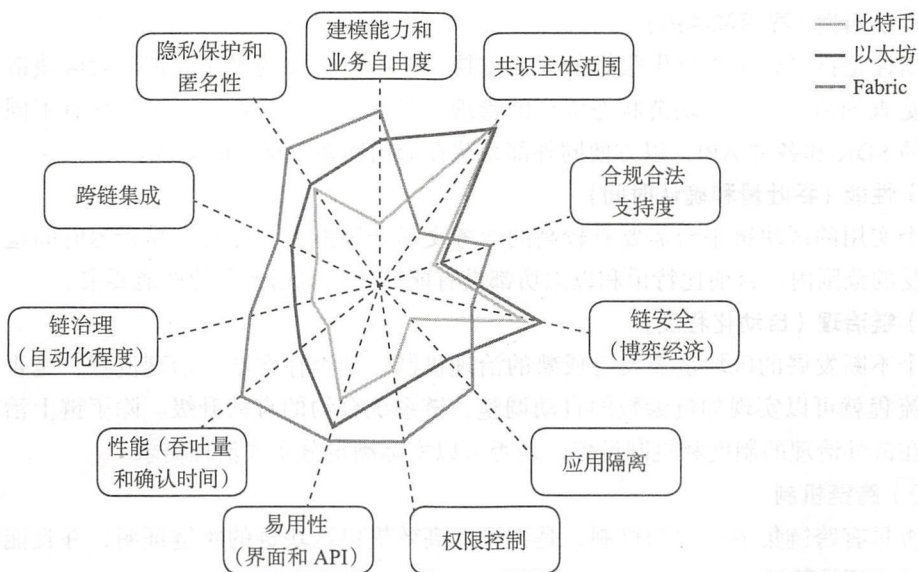 建模能力和
业务自由度
隐私保护和
匿名性
共识主体范围
比特币
以太坊
Fabric
跨链集成
合规合法
支持度
链治理
（自动化程度）
链安全
（博弈经济）
性能（吞吐量
和确认时间）
应用隔离
易用性
（界面和 API）
权限控制